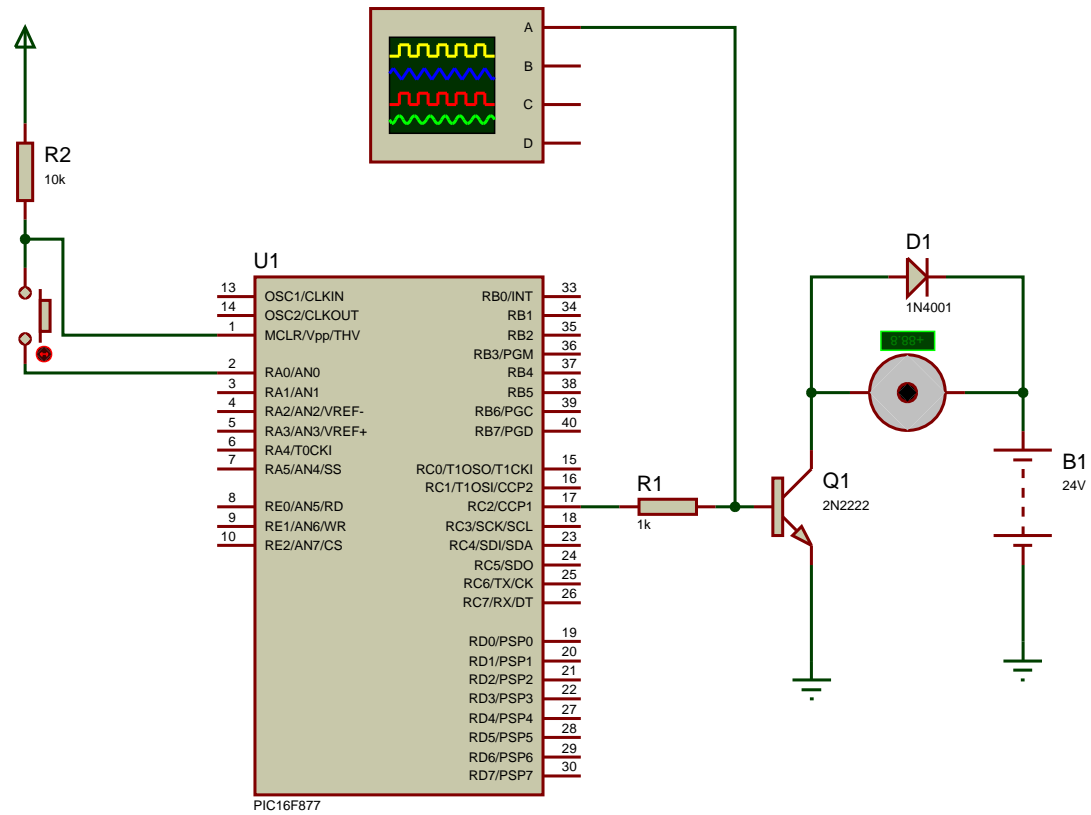 A
B
C
D
R2
10k
U1
13 OSC1/CLKIN
14 OSC2/CLKOUT
1 MCLR/Vpp/THV
2 RA0/AN0
3 RA1/AN1
4 RA2/AN2/VREF-
5 RA3/AN3/VREF+
6 RA4/T0CKI
7 RA5/AN4/SS
8 RE0/AN5/RD
9 RE1/AN6/WR
10 RE2/AN7/CS
RB0/INT 33
RB1 34
RB2 35
RB3/PGM 36
RB4 37
RB5 38
RB6/PGC 39
RB7/PGD 40
RC0/T1OSO/T1CKI 15
RC1/T1OSI/CCP2 16
RC2/CCP1 17
RC3/SCK/SCL 18
RC4/SDI/SDA 23
RC5/SDO 24
RC6/TX/CK 25
RC7/RX/DT 26
RD0/PSP0 19
RD1/PSP1 20
RD2/PSP2 21
RD3/PSP3 22
RD4/PSP4 27
RD5/PSP5 28
RD6/PSP6 29
RD7/PSP7 30
PIC16F877
R1
1k
D1
1N4001
+88.8
Q1
2N2222
B1
24V